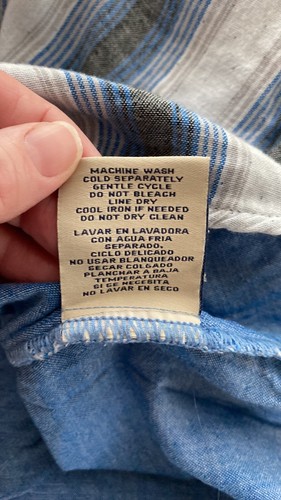 MACHINE WASH
COLD SEPARATELY
GENTLE CYCLE
DO NOT BLEACH
LINE DRY
COOL IRON IF NEEDED
DO NOT DRY CLEAN
LAVAR EN LAVADORA
CON AGUA FRIA
SEPARADO.
CICLO DELICADO
NO USAR BLANQUEADOR
SECAR COLGADO
PLANCHAR A BAJA
TEMPERATURA
SI SE NECESITA
NO LAVAR EN SECO